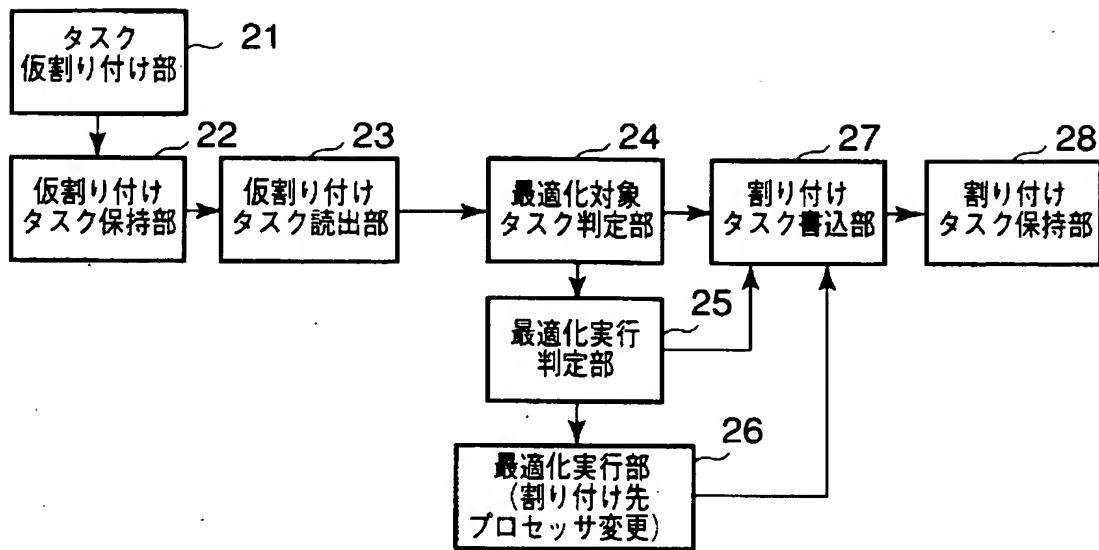 タスク
仮割り付け部
21
22
仮割り付け
タスク保持部
23
仮割り付け
タスク読出部
24
最適化対象
タスク判定部
27
割り付け
タスク書込部
28
割り付け
タスク保持部
25
最適化実行
判定部
26
最適化実行部
(割り付け先
プロセッサ変更)